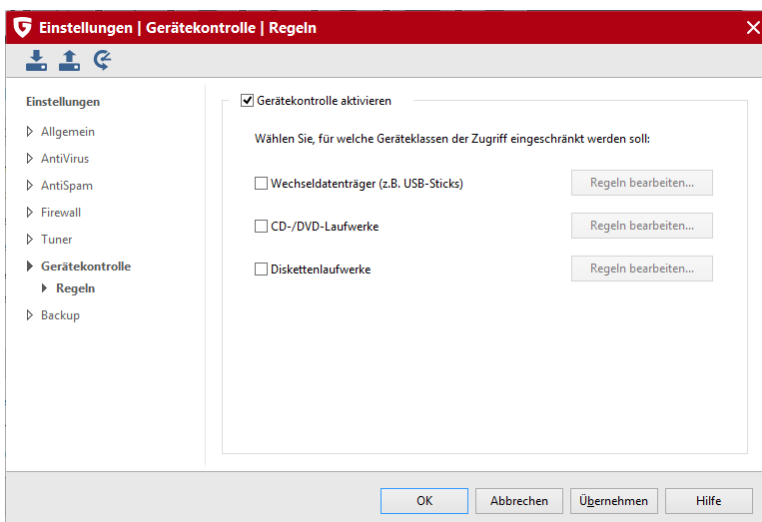 Einstellungen | Gerätekontrolle | Regeln
Einstellungen
Allgemein
AntiVirus
AntiSpam
Firewall
Tuner
Gerätekontrolle
Regeln
Backup
Gerätekontrolle aktivieren
Wählen Sie, für welche Geräteklassen der Zugriff eingeschränkt werden soll:
Wechseldatenträger (z.B. USB-Sticks)
Regeln bearbeiten...
CD-/DVD-Laufwerke
Regeln bearbeiten...
Diskettenlaufwerke
Regeln bearbeiten...
OK
Abbrechen
Übernehmen
Hilfe